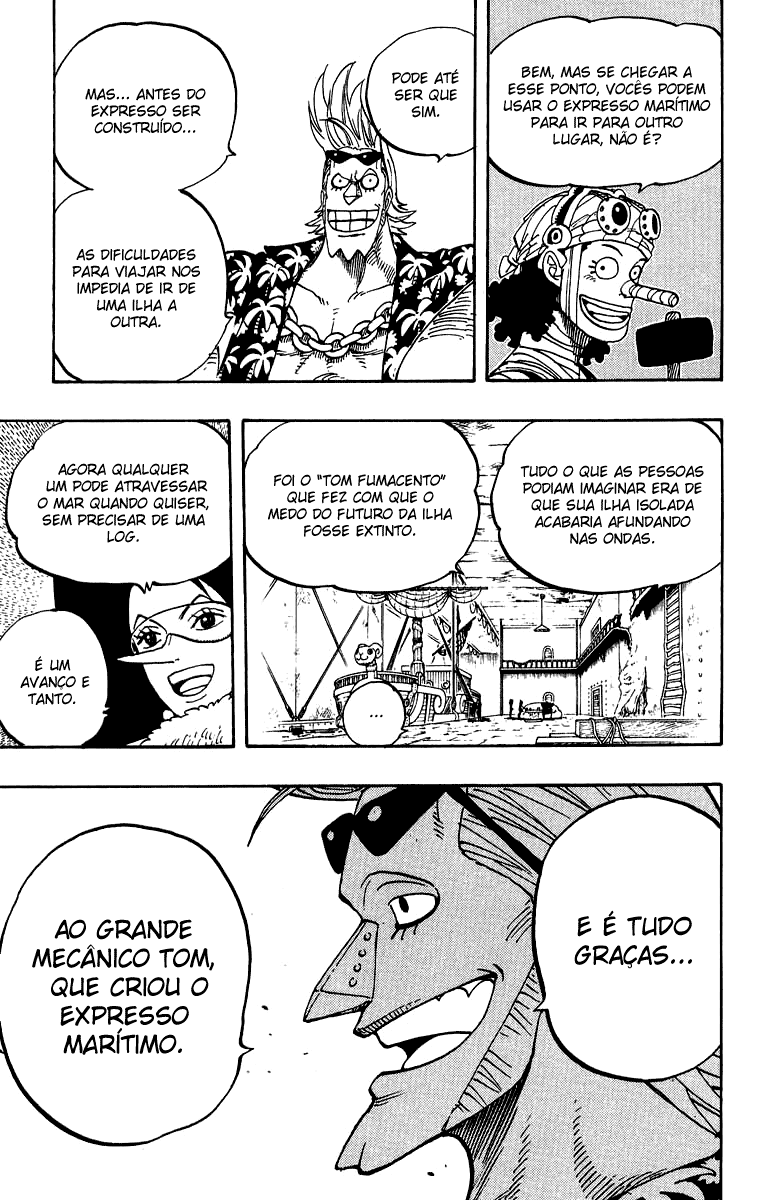 BEM, MAS SE CHEGAR A
ESSE PONTO, VOCÊS PODEM
USAR O EXPRESSO MARÍTIMO
PARA IR PARA OUTRO
LUGAR, NÃO É?
PODE ATÉ
SER QUE
SIM.
MAS... ANTES DO
EXPRESSO SER
CONSTRUÍDO...
AS DIFICULDADES
PARA VIAJAR NOS
IMPEDIA DE IR DE
UMA ILHA A
OUTRA.
TUDO O QUE AS PESSOAS
PODIAM IMAGINAR ERA DE
QUE SUA ILHA ISOLADA
ACABARIA AFUNDANDO
NAS ONDAS.
FOI O "TOM FUMACENTO"
QUE FEZ COM QUE O
MEDO DO FUTURO DA ILHA
FOSSE EXTINTO.
...
AGORA QUALQUER
UM PODE ATRAVESSAR
O MAR QUANDO QUISER,
SEM PRECISAR DE UMA
LOG.
É UM
AVANÇO E
TANTO.
E É TUDO
GRAÇAS...
AO GRANDE
MECÂNICO TOM,
QUE CRIOU O
EXPRESSO
MARÍTIMO.